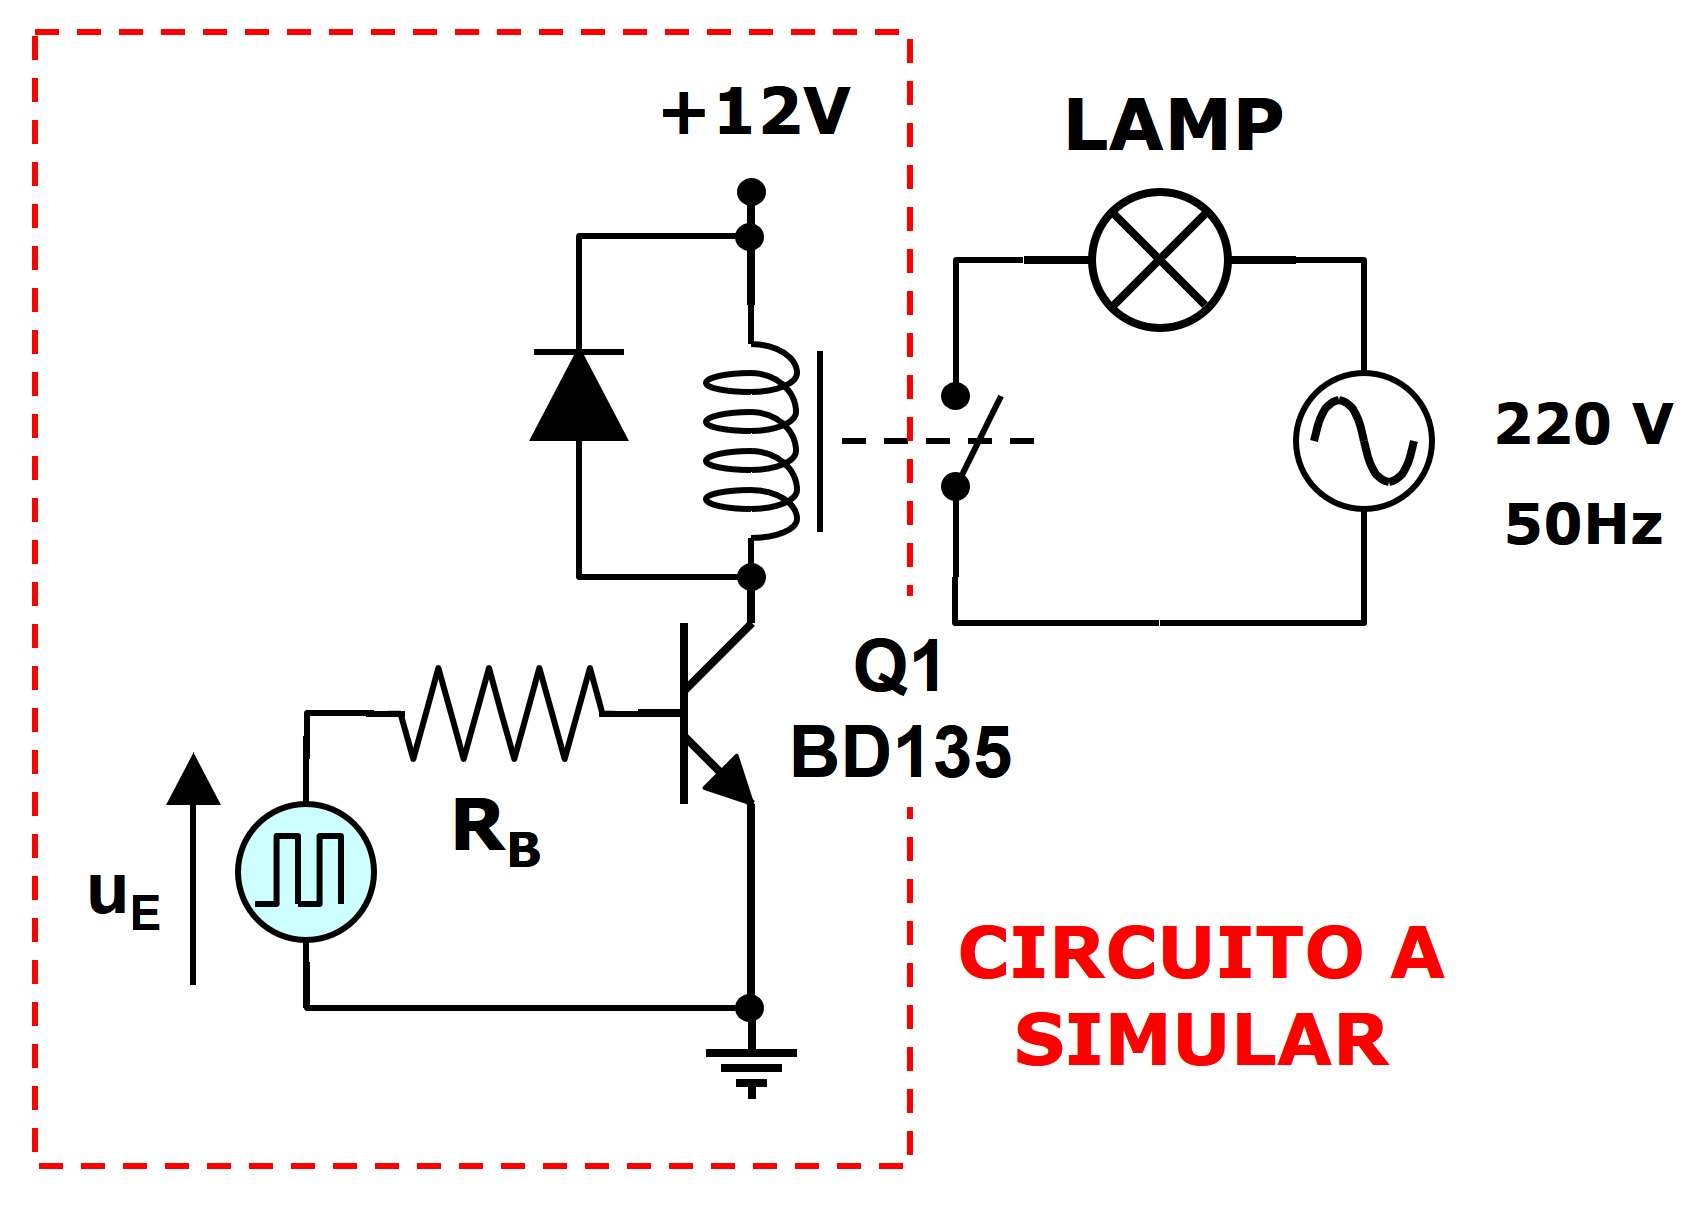 +12V
LAMP
220 V
50Hz
Q1
BD135
RB
uE
CIRCUITO A
SIMULAR